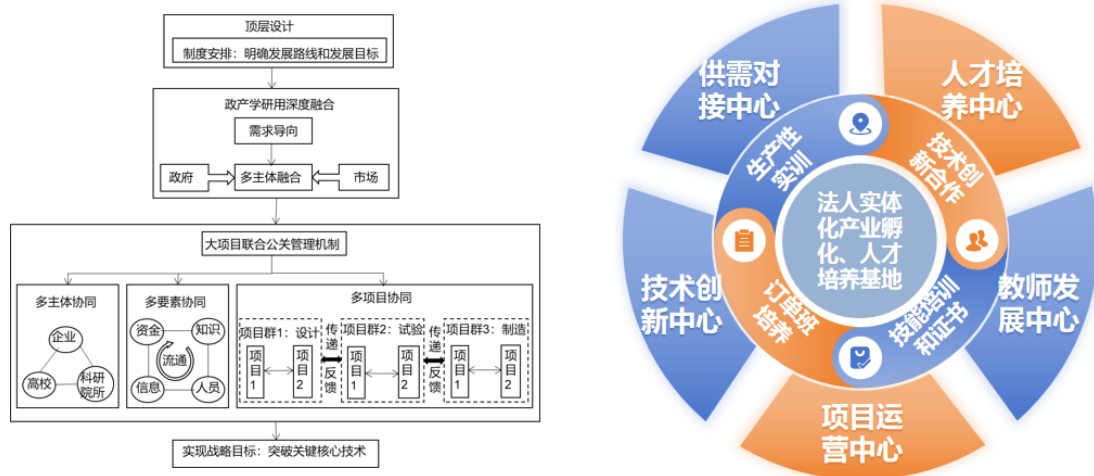 顶层设计
制度安排：明确发展路线和发展目标
政产学研用深度融合
需求导向
政府
多主体融合
市场
大项目联合公关管理机制
多主体协同
企业
高校
科研
院所
多要素协同
资金
知识
流通
信息
人员
多项目协同
项目群1：设计
项目1
项目2
传递
反馈
项目群2：试验
项目1
项目2
传递
反馈
项目群3：制造
项目1
项目2
实现战略目标：突破关键核心技术
供需对
接中心
人才培
养中心
技术创
新中心
教师发
展中心
项目运
营中心
生产性
实训
技术创
新合作
订单班
培养
技能培训
和证书
法人实体
化产业孵
化、人才
培养基地